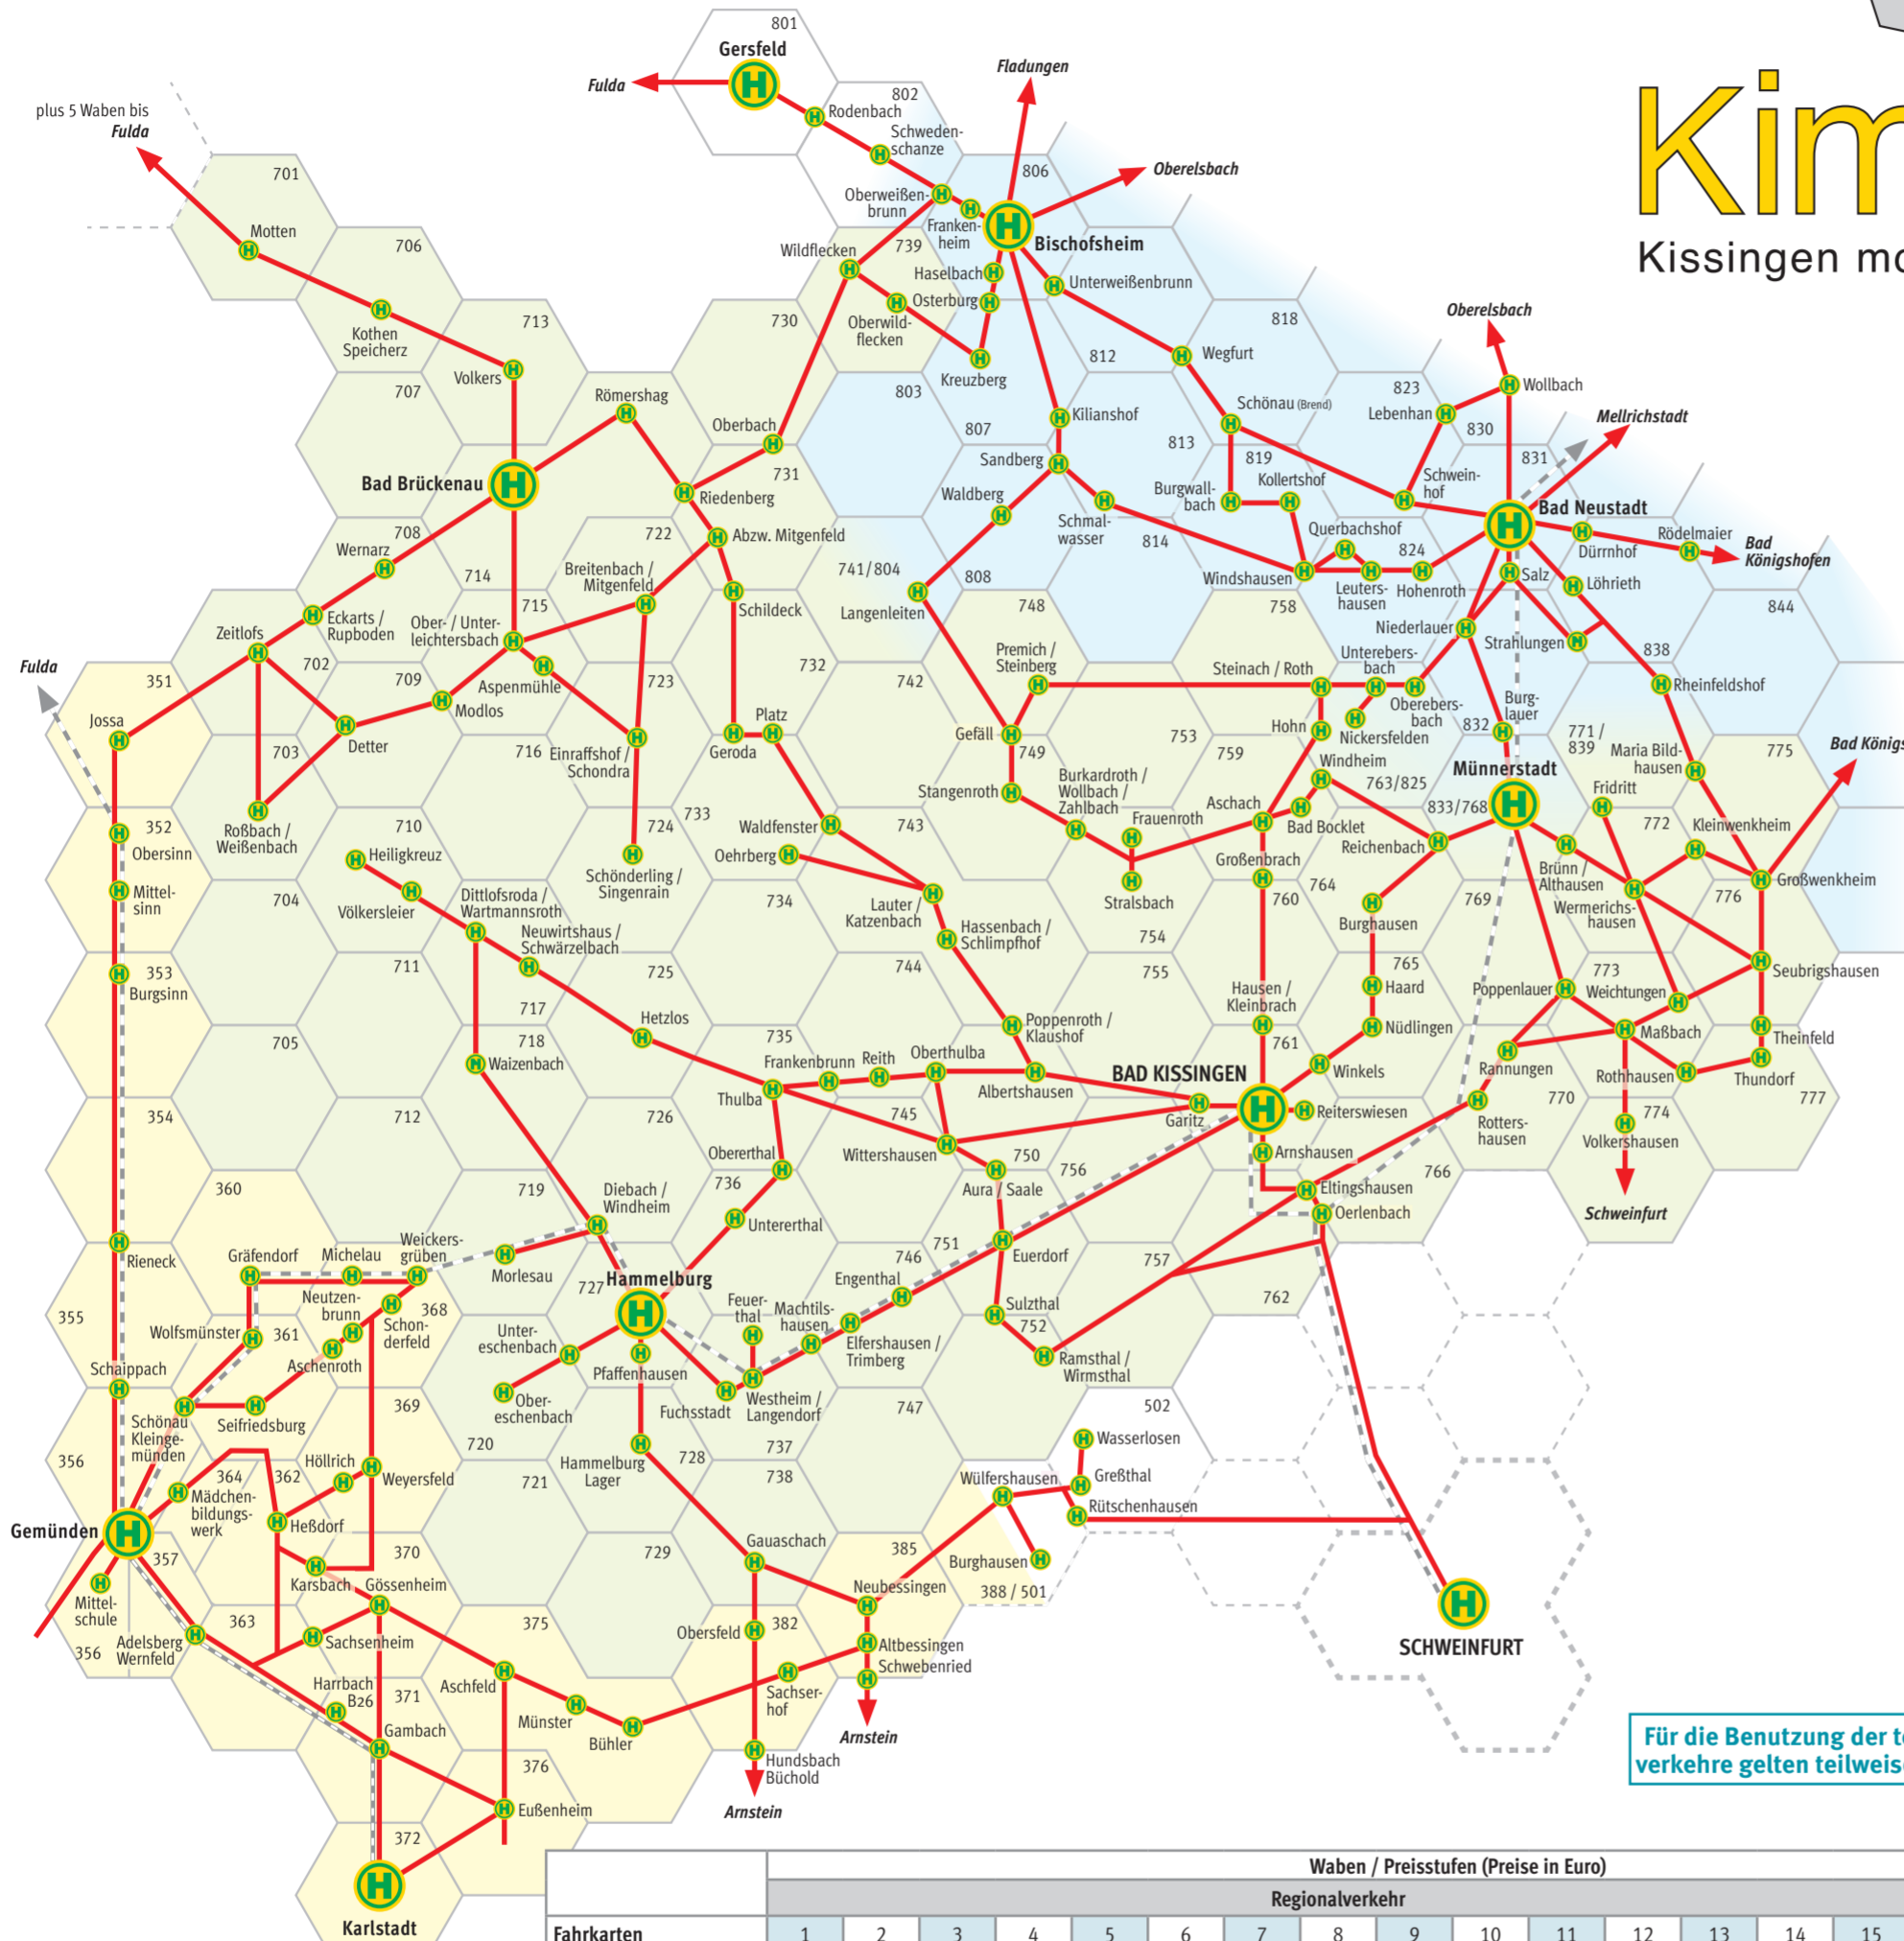 801
Gersfeld
Fulda
Fladungen
802
Rodenbach
Schweden-
schanze
plus 5 Waben bis
Fulda
Kim
Kissingen mo
701
806
Oberelsbach
Oberweißen-
brunn
Franken-
heim
Bischofsheim
Motten
706
Wildflecken
739
Haselbach
Unterweißenbrunn
Osterburg
Oberwild-
flecken
Kothen
Speicherz
713
730
818
Oberelsbach
Kreuzberg
812
Wegfurt
Volkers
707
Römershag
803
823
Wollbach
Oberbach
807
Kilianshof
Schönau (Brend)
Lebenhan
Mellrichstadt
813
830
831
Sandberg
819
Bad Brückenau
731
Riedenberg
Waldberg
Burgwall-
bach
Kollertshof
Schwein-
hof
Bad Neustadt
Schmal-
wasser
708
722
Abzw. Mitgenfeld
814
Querbachshof
824
Dürrnhof
Rödelmaier
Bad
Königshofen
Wernarz
714
Breitenbach /
Mitgenfeld
741/804
808
Windshausen
Leuters-
hausen
Hohenroth
Salz
Löhrieth
Langenleiten
Eckarts /
Rupboden
715
Schildeck
748
758
844
Zeitlofs
Ober- / Unter-
leichtersbach
Niederlauer
Strahlungen
Fulda
702
709
Aspenmühle
723
732
742
Premich /
Steinberg
Steinach / Roth
Unterebers-
bach
838
351
Modlos
Oberebers-
bach
Burg-
lauer
Rheinfeldshof
Jossa
Detter
703
716
Einraffshof /
Schondra
Geroda
Platz
Gefäll
749
753
759
Hohn
Nickersfelden
832
771 /
839
Maria Bild-
hausen
775
Bad Königs
Windheim
763/825
Münnerstadt
Stangenroth
Burkardroth /
Wollbach /
Zahlbach
Aschach
Bad Bocklet
833/768
Fridritt
352
Obersinn
Roßbach /
Weißenbach
710
724
733
Waldfenster
743
Frauenroth
772
Kleinwenkheim
Heiligkreuz
Schönderling /
Singenrain
Oehrberg
Großenbrach
Reichenbach
Brünn /
Althausen
Großwenkheim
Mittel-
sinn
704
Völkersleier
Dittlofsroda /
Wartmannsroth
734
Lauter /
Katzenbach
Stralsbach
760
764
Burghausen
769
Wermerichs-
hausen
776
Neuwirtshaus /
Schwärzelbach
Hassenbach /
Schlimpfhof
754
353
Burgsinn
711
717
725
744
755
Hausen /
Kleinbrach
765
Haard
Poppenlauer
773
Weichtungen
Seubrigshausen
705
718
Hetzlos
735
Poppenroth /
Klaushof
761
Nüdlingen
Maßbach
Theinfeld
Waizenbach
Frankenbrunn
Reith
Oberthulba
Albertshausen
BAD KISSINGEN
Winkels
Rannungen
Rothhausen
Thundorf
354
712
726
Thulba
745
Garitz
Reiterswiesen
770
774
777
Rotters-
hausen
Volkershausen
Obererthal
Wittershausen
750
756
Arnshausen
766
360
719
Diebach /
Windheim
736
Aura / Saale
Eltingshausen
Schweinfurt
Untererthal
Oerlenbach
Rieneck
Gräfendorf
Michelau
Weickers-
grüben
Morlesau
751
Euerdorf
746
757
355
Neutzen-
brunn
368
727
Hammelburg
Engenthal
762
Wolfsmünster
361
Schon-
derfeld
Unter-
eschenbach
Feuer-
thal
Machtils-
hausen
Elfershausen /
Trimberg
Sulzthal
752
Aschenroth
Schaippach
Pfaffenhausen
Ramsthal /
Wirmsthal
Schönau
Kleinge-
münden
Seifriedsburg
369
Ober-
eschenbach
Fuchsstadt
Westheim /
Langendorf
747
502
Wasserlosen
356
364
362
Höllrich
Weyersfeld
720
721
Hammelburg
Lager
728
737
738
Wülfershausen
Greßthal
Mädchen-
bildungs-
werk
Rütschenhausen
Gemünden
Heßdorf
357
370
729
Gauaschach
385
Burghausen
Karsbach
Gössenheim
Neubessingen
388 / 501
Mittel-
schule
363
375
Obersfeld
382
Adelsberg
Wernfeld
356
Sachsenheim
Altbessingen
SCHWEINFURT
Harrbach
B26
371
Aschfeld
Münster
Sachser-
hof
Schwebenried
Gambach
Bühler
Arnstein
Für die Benutzung der to
verkehre gelten teilweis
376
Hundsbach
Büchold
Eußenheim
Arnstein
372
Karlstadt
Waben / Preisstufen (Preise in Euro)
Regionalverkehr
Fahrkarten 1 2 3 4 5 6 7 8 9 10 11 12 13 14 15